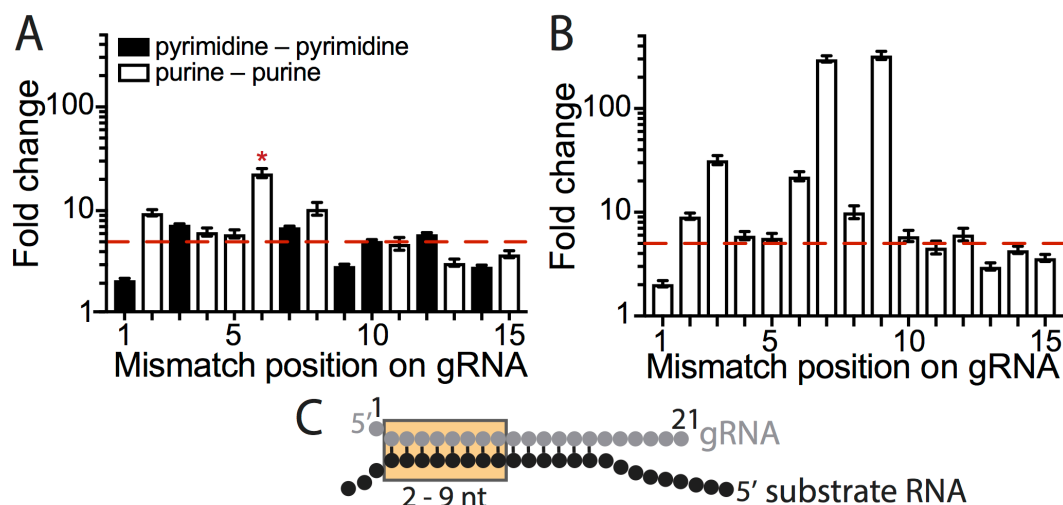 A
pyrimidine – pyrimidine
purine – purine
Fold change
100
10
1
*
1 5 10 15
Mismatch position on gRNA
B
Fold change
100
10
1
1 5 10 15
Mismatch position on gRNA
C
5’ 1 21 gRNA
2 - 9 nt
5’ substrate RNA